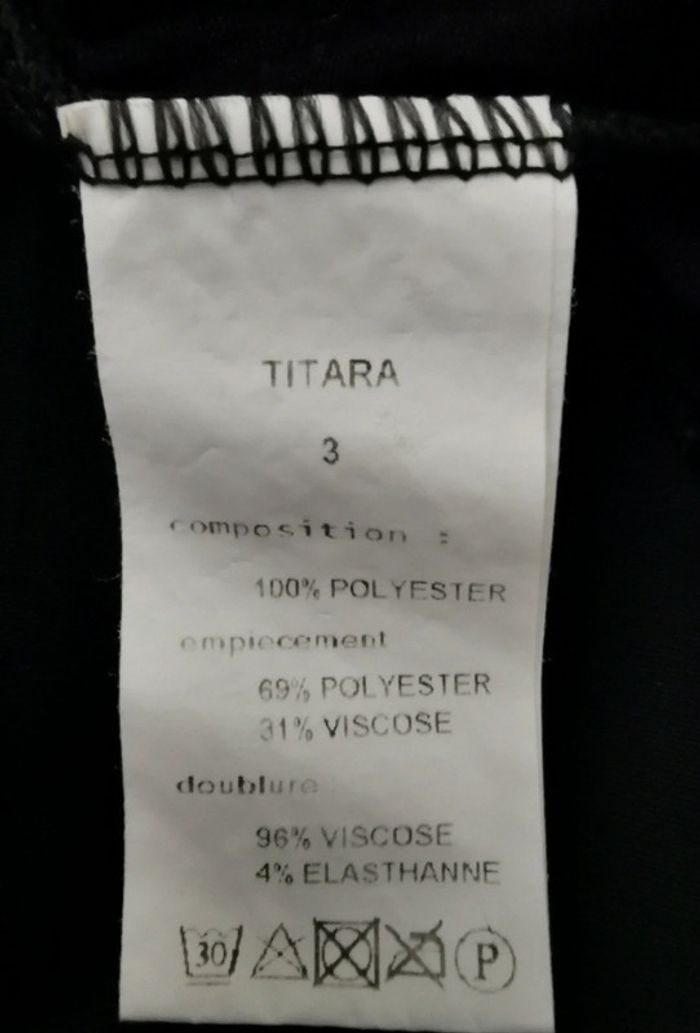 TITARA
3
composition :
100% POLYESTER
empiecement
69% POLYESTER
31% VISCOSE
doublure
96% VISCOSE
4% ELASTHANNE
30
P